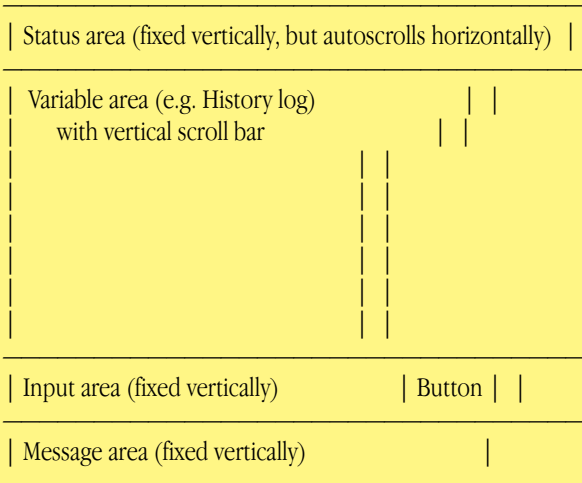 | Status area (fixed vertically, but autoscrolls horizontally) |
| Variable area (e.g. History log) | |
| with vertical scroll bar | |
| | |
| | |
| | |
| | |
| | |
| | |
| Input area (fixed vertically) | Button | |
| Message area (fixed vertically) |